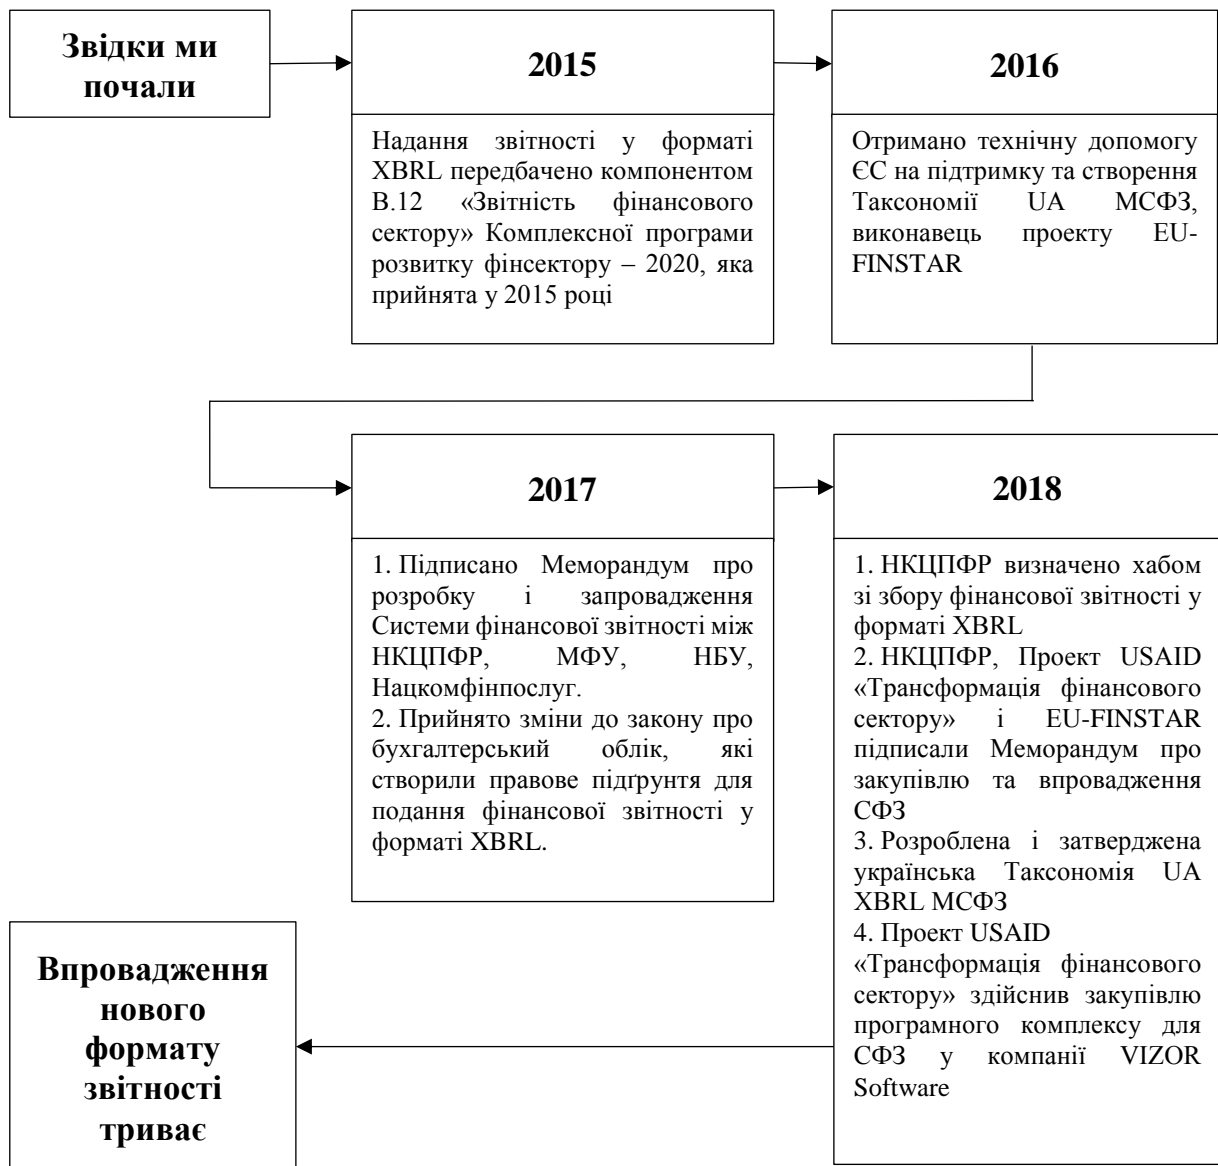 Звідки ми
почали
2015
Надання звітності у форматі
XBRL передбачено компонентом
В.12 «Звітність фінансового
сектору» Комплексної програми
розвитку фінсектору – 2020, яка
прийнята у 2015 році
2016
Отримано технічну допомогу
ЄС на підтримку та створення
Таксономії UA МСФЗ,
виконавець проекту EU-
FINSTAR
2017
1. Підписано Меморандум про
розробку і запровадження
Системи фінансової звітності між
НКЦПФР, МФУ, НБУ,
Нацкомфінпослуг.
2. Прийнято зміни до закону про
бухгалтерський облік, які
створили правове підґрунтя для
подання фінансової звітності у
форматі XBRL.
2018
1. НКЦПФР визначено хабом
зі збору фінансової звітності у
форматі XBRL
2. НКЦПФР, Проект USAID
«Трансформація фінансового
сектору» і EU-FINSTAR
підписали Меморандум про
закупівлю та впровадження
СФЗ
3. Розроблена і затверджена
українська Таксономія UA
XBRL МСФЗ
4. Проект USAID
«Трансформація фінансового
сектору» здійснив закупівлю
програмного комплексу для
СФЗ у компанії VIZOR
Software
Впровадження
нового
формату
звітності
триває